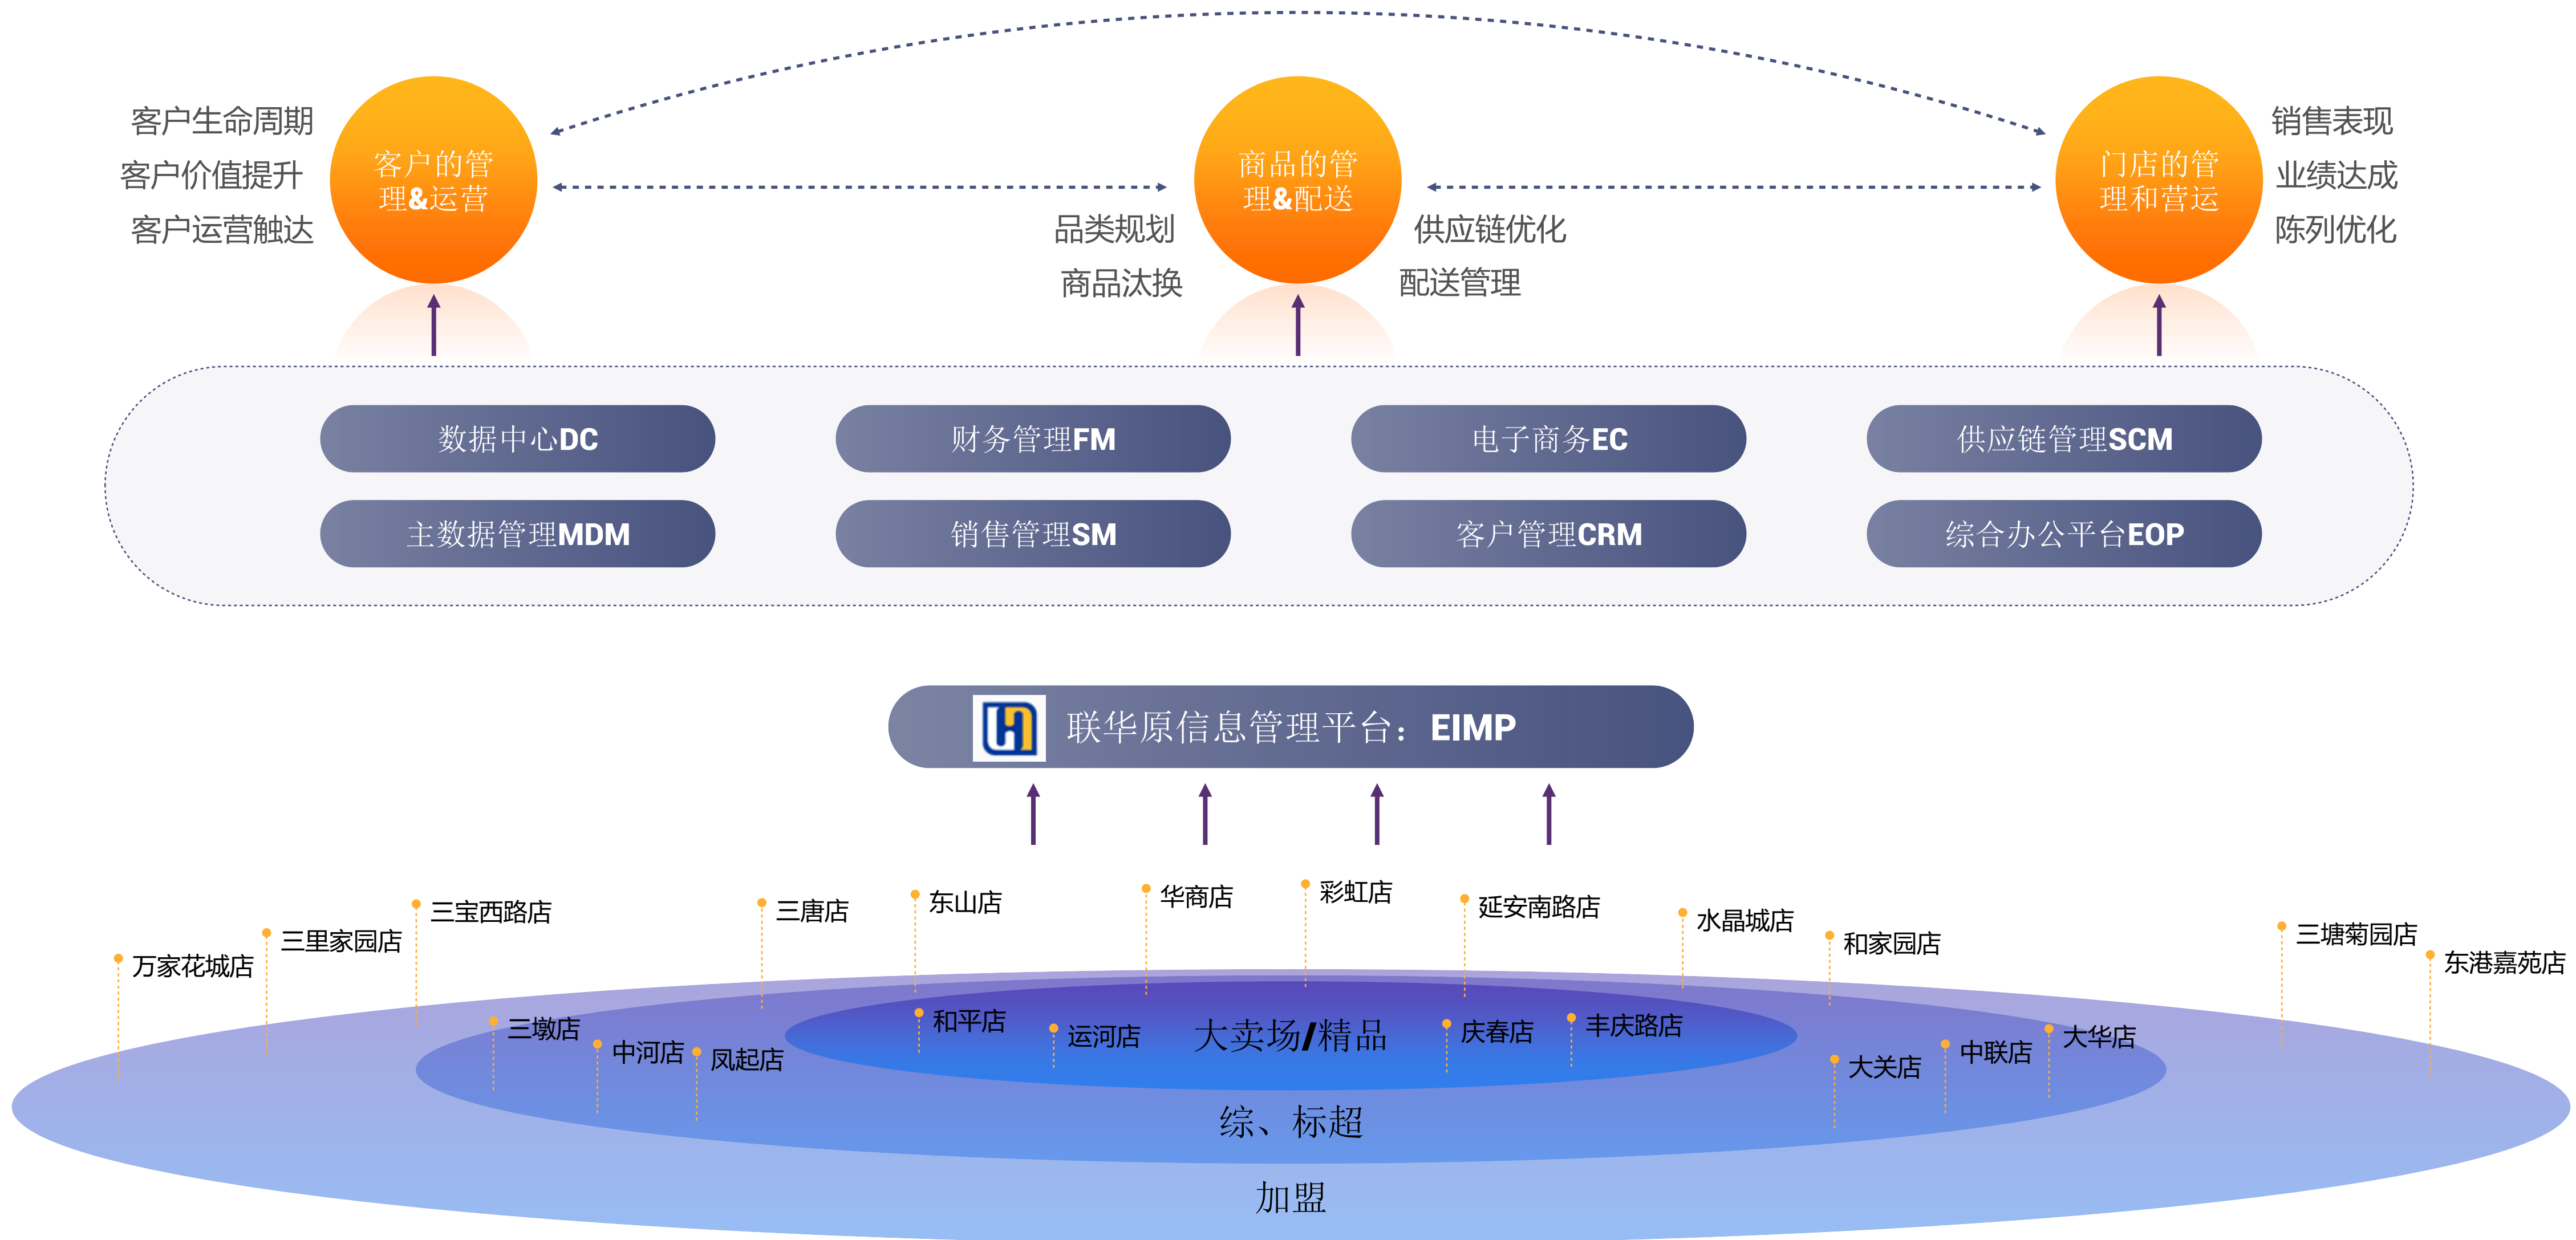 客户生命周期
客户价值提升
客户运营触达
客户的管
理&运营
品类规划
商品汰换
商品的管
理&配送
供应链优化
配送管理
门店的管
理和营运
销售表现
业绩达成
陈列优化
数据中心DC
财务管理FM
电子商务EC
供应链管理SCM
主数据管理MDM
销售管理SM
客户管理CRM
综合办公平台EOP
联华原信息管理平台：EIMP
万家花城店
三里家园店
三宝西路店
三唐店
东山店
华商店
彩虹店
延安南路店
水晶城店
和家园店
三塘菊园店
东港嘉苑店
三墩店
中河店
凤起店
和平店
运河店
大卖场/精品
庆春店
丰庆路店
大关店
中联店
大华店
综、标超
加盟